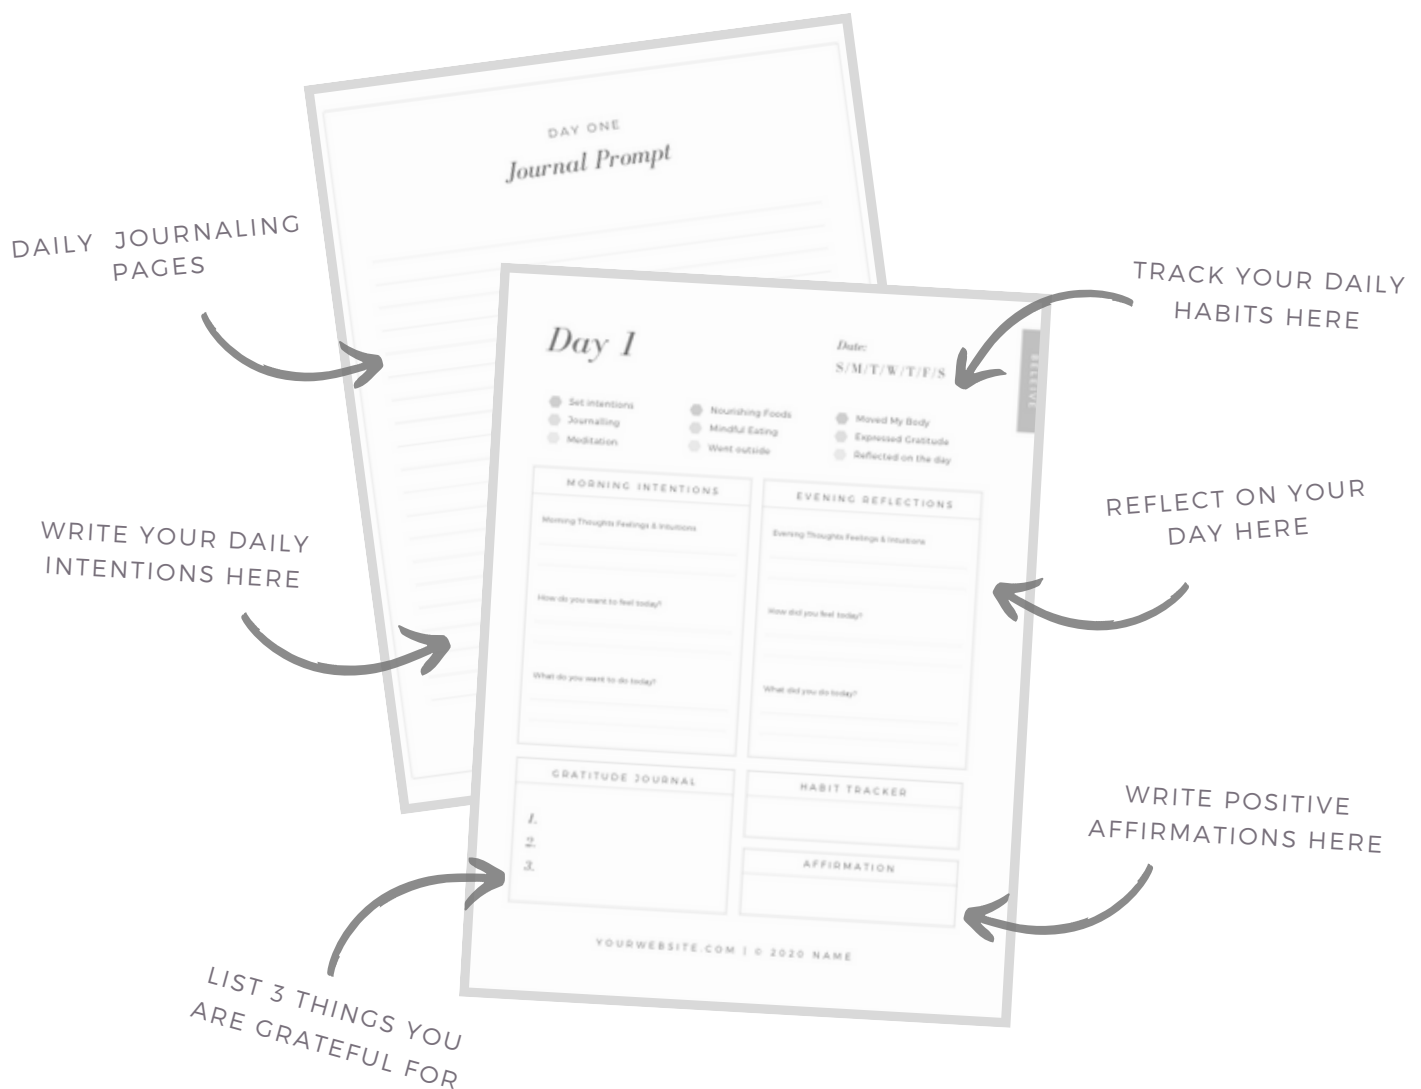 DAY ONE
Journal Prompt
DAILY JOURNALING
PAGES
TRACK YOUR DAILY
HABITS HERE
Day 1
Date:
S/M/T/W/T/F/S
Set Intentions
Journalling
Meditation
Nourishing Foods
Mindful Eating
Went outside
Moved My Body
Expressed Gratitude
Reflected on the day
MORNING INTENTIONS
Morning Thoughts Feelings & Intuitions
How do you want to feel today?
What do you want to do today?
EVENING REFLECTIONS
Evening Thoughts Feelings & Intuitions
How did you feel today?
What did you do today?
REFLECT ON YOUR
DAY HERE
WRITE YOUR DAILY
INTENTIONS HERE
GRATITUDE JOURNAL
1.
2.
3.
HABIT TRACKER
AFFIRMATION
WRITE POSITIVE
AFFIRMATIONS HERE
YOURWEBSITE.COM | © 2020 NAME
LIST 3 THINGS YOU
ARE GRATEFUL FOR